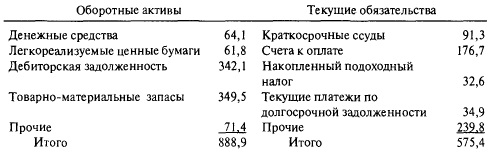 Оборотные активы Текущие обязательства
Денежные средства 64,1 Краткосрочные ссуды 91,3
Легкореализуемые ценные бумаги 61,8 Счета к оплате 176,7
Дебиторская задолженность 342,1 Накопленный подоходный
налог 32,6
Товарно-материальные запасы 349,5 Текущие платежи по
долгосрочной задолженности 34,9
Прочие 71,4 Прочие 239,8
Итого 888,9 Итого 575,4